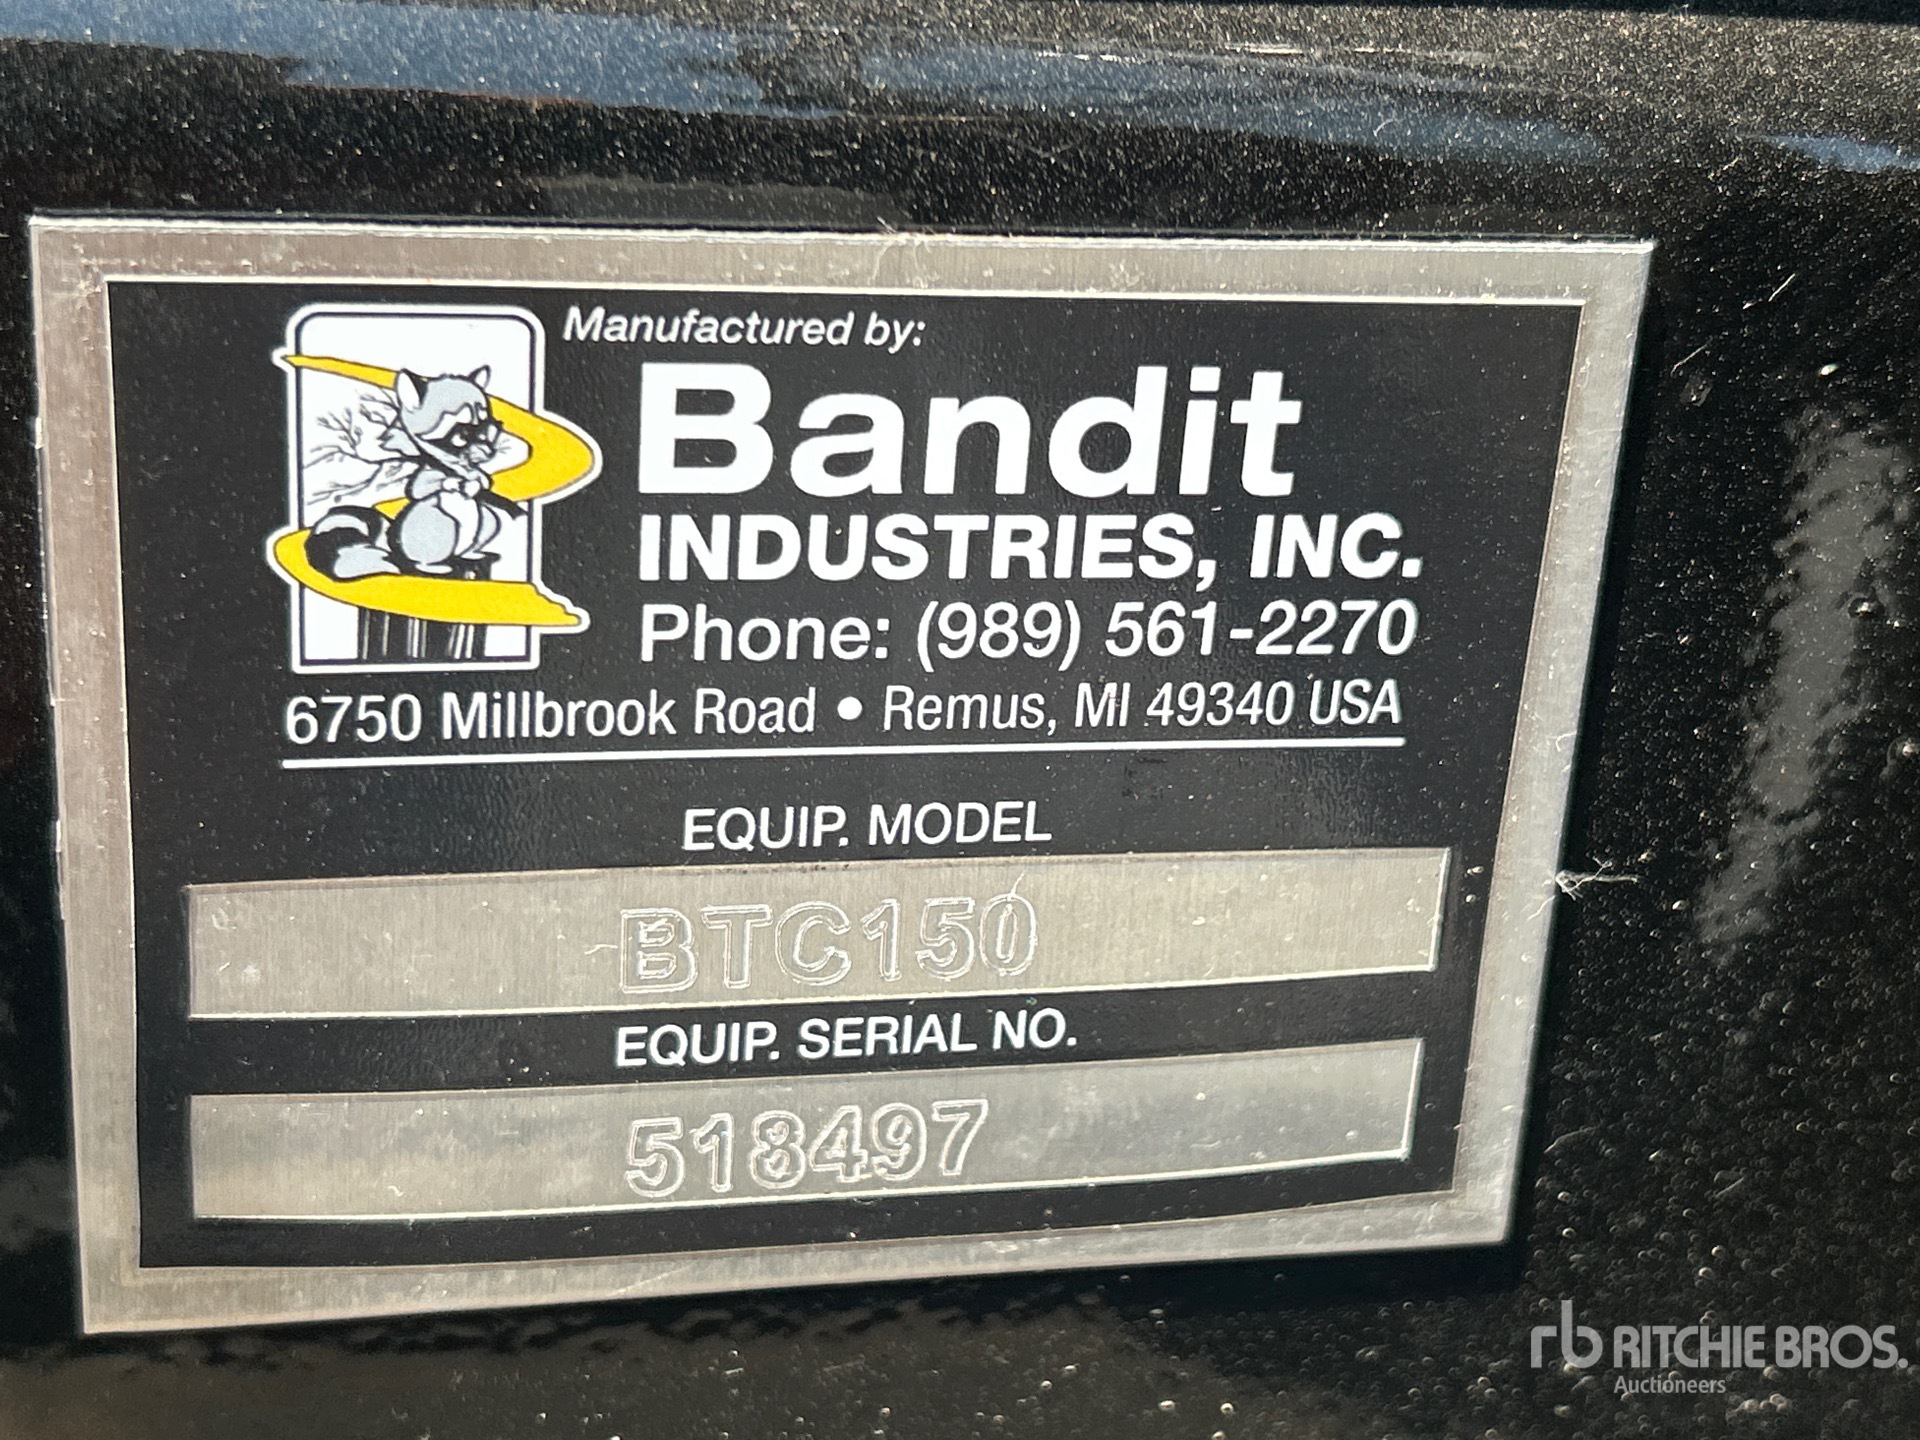 Manufactured by:
Bandit
INDUSTRIES, INC.
Phone: (989) 561-2270
6750 Millbrook Road • Remus, MI 49340 USA
EQUIP. MODEL
BTC150
EQUIP. SERIAL NO.
518497
rb RITCHIE BROS.
Auctioneers